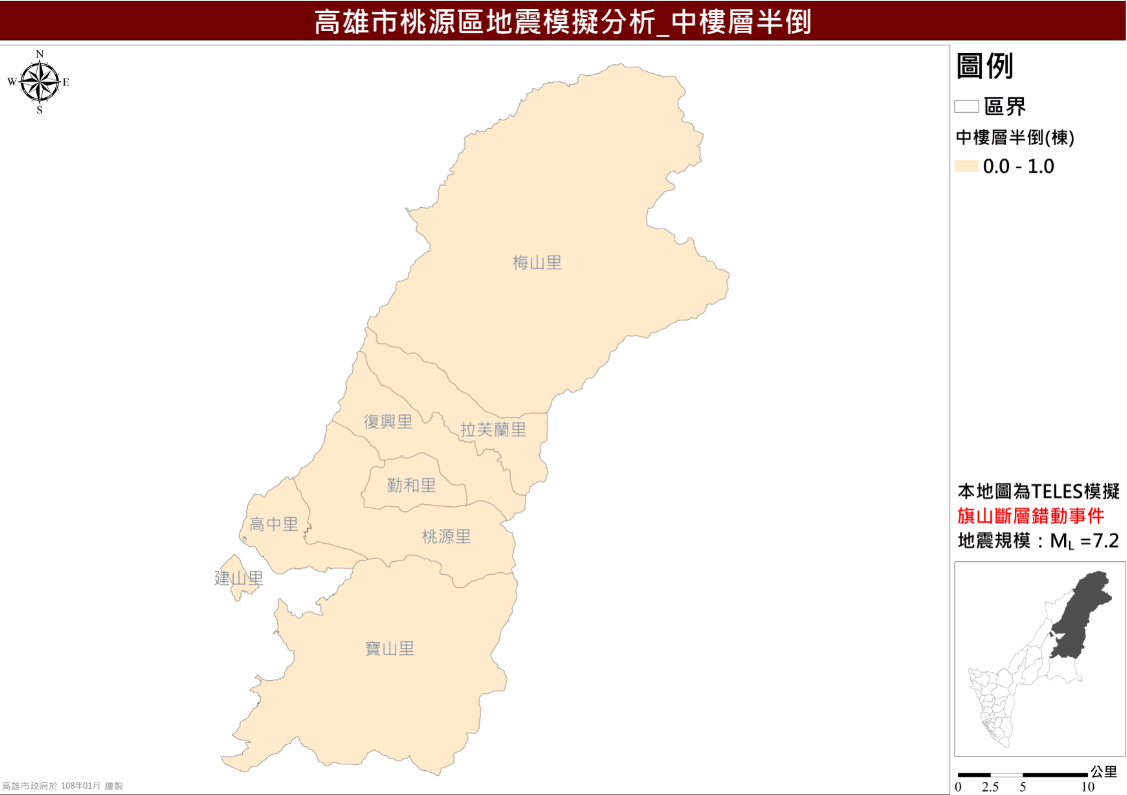 高雄市桃源區地震模擬分析_中樓層半倒
N
W E
S
圖例
區界
中樓層半倒(棟)
0.0 - 1.0
梅山里
復興里
拉芙蘭里
勤和里
高中里
桃源里
建山里
寶山里
本地圖為TELES模擬
旗山斷層錯動事件
地震規模：ML =7.2
公里
0 2.5 5 10
高雄市政府於 108年01月 繪製